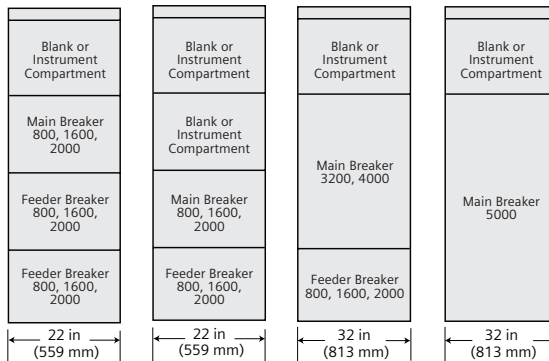 Blank or
Instrument
Compartment
Main Breaker
800, 1600,
2000
Feeder Breaker
800, 1600,
2000
Feeder Breaker
800, 1600,
2000
22 in
(559 mm)
Blank or
Instrument
Compartment
Blank or
Instrument
Compartment
Main Breaker
800, 1600,
2000
Feeder Breaker
800, 1600,
2000
22 in
(559 mm)
Blank or
Instrument
Compartment
Main Breaker
3200, 4000
Feeder Breaker
800, 1600, 2000
32 in
(813 mm)
Blank or
Instrument
Compartment
Main Breaker
5000
32 in
(813 mm)